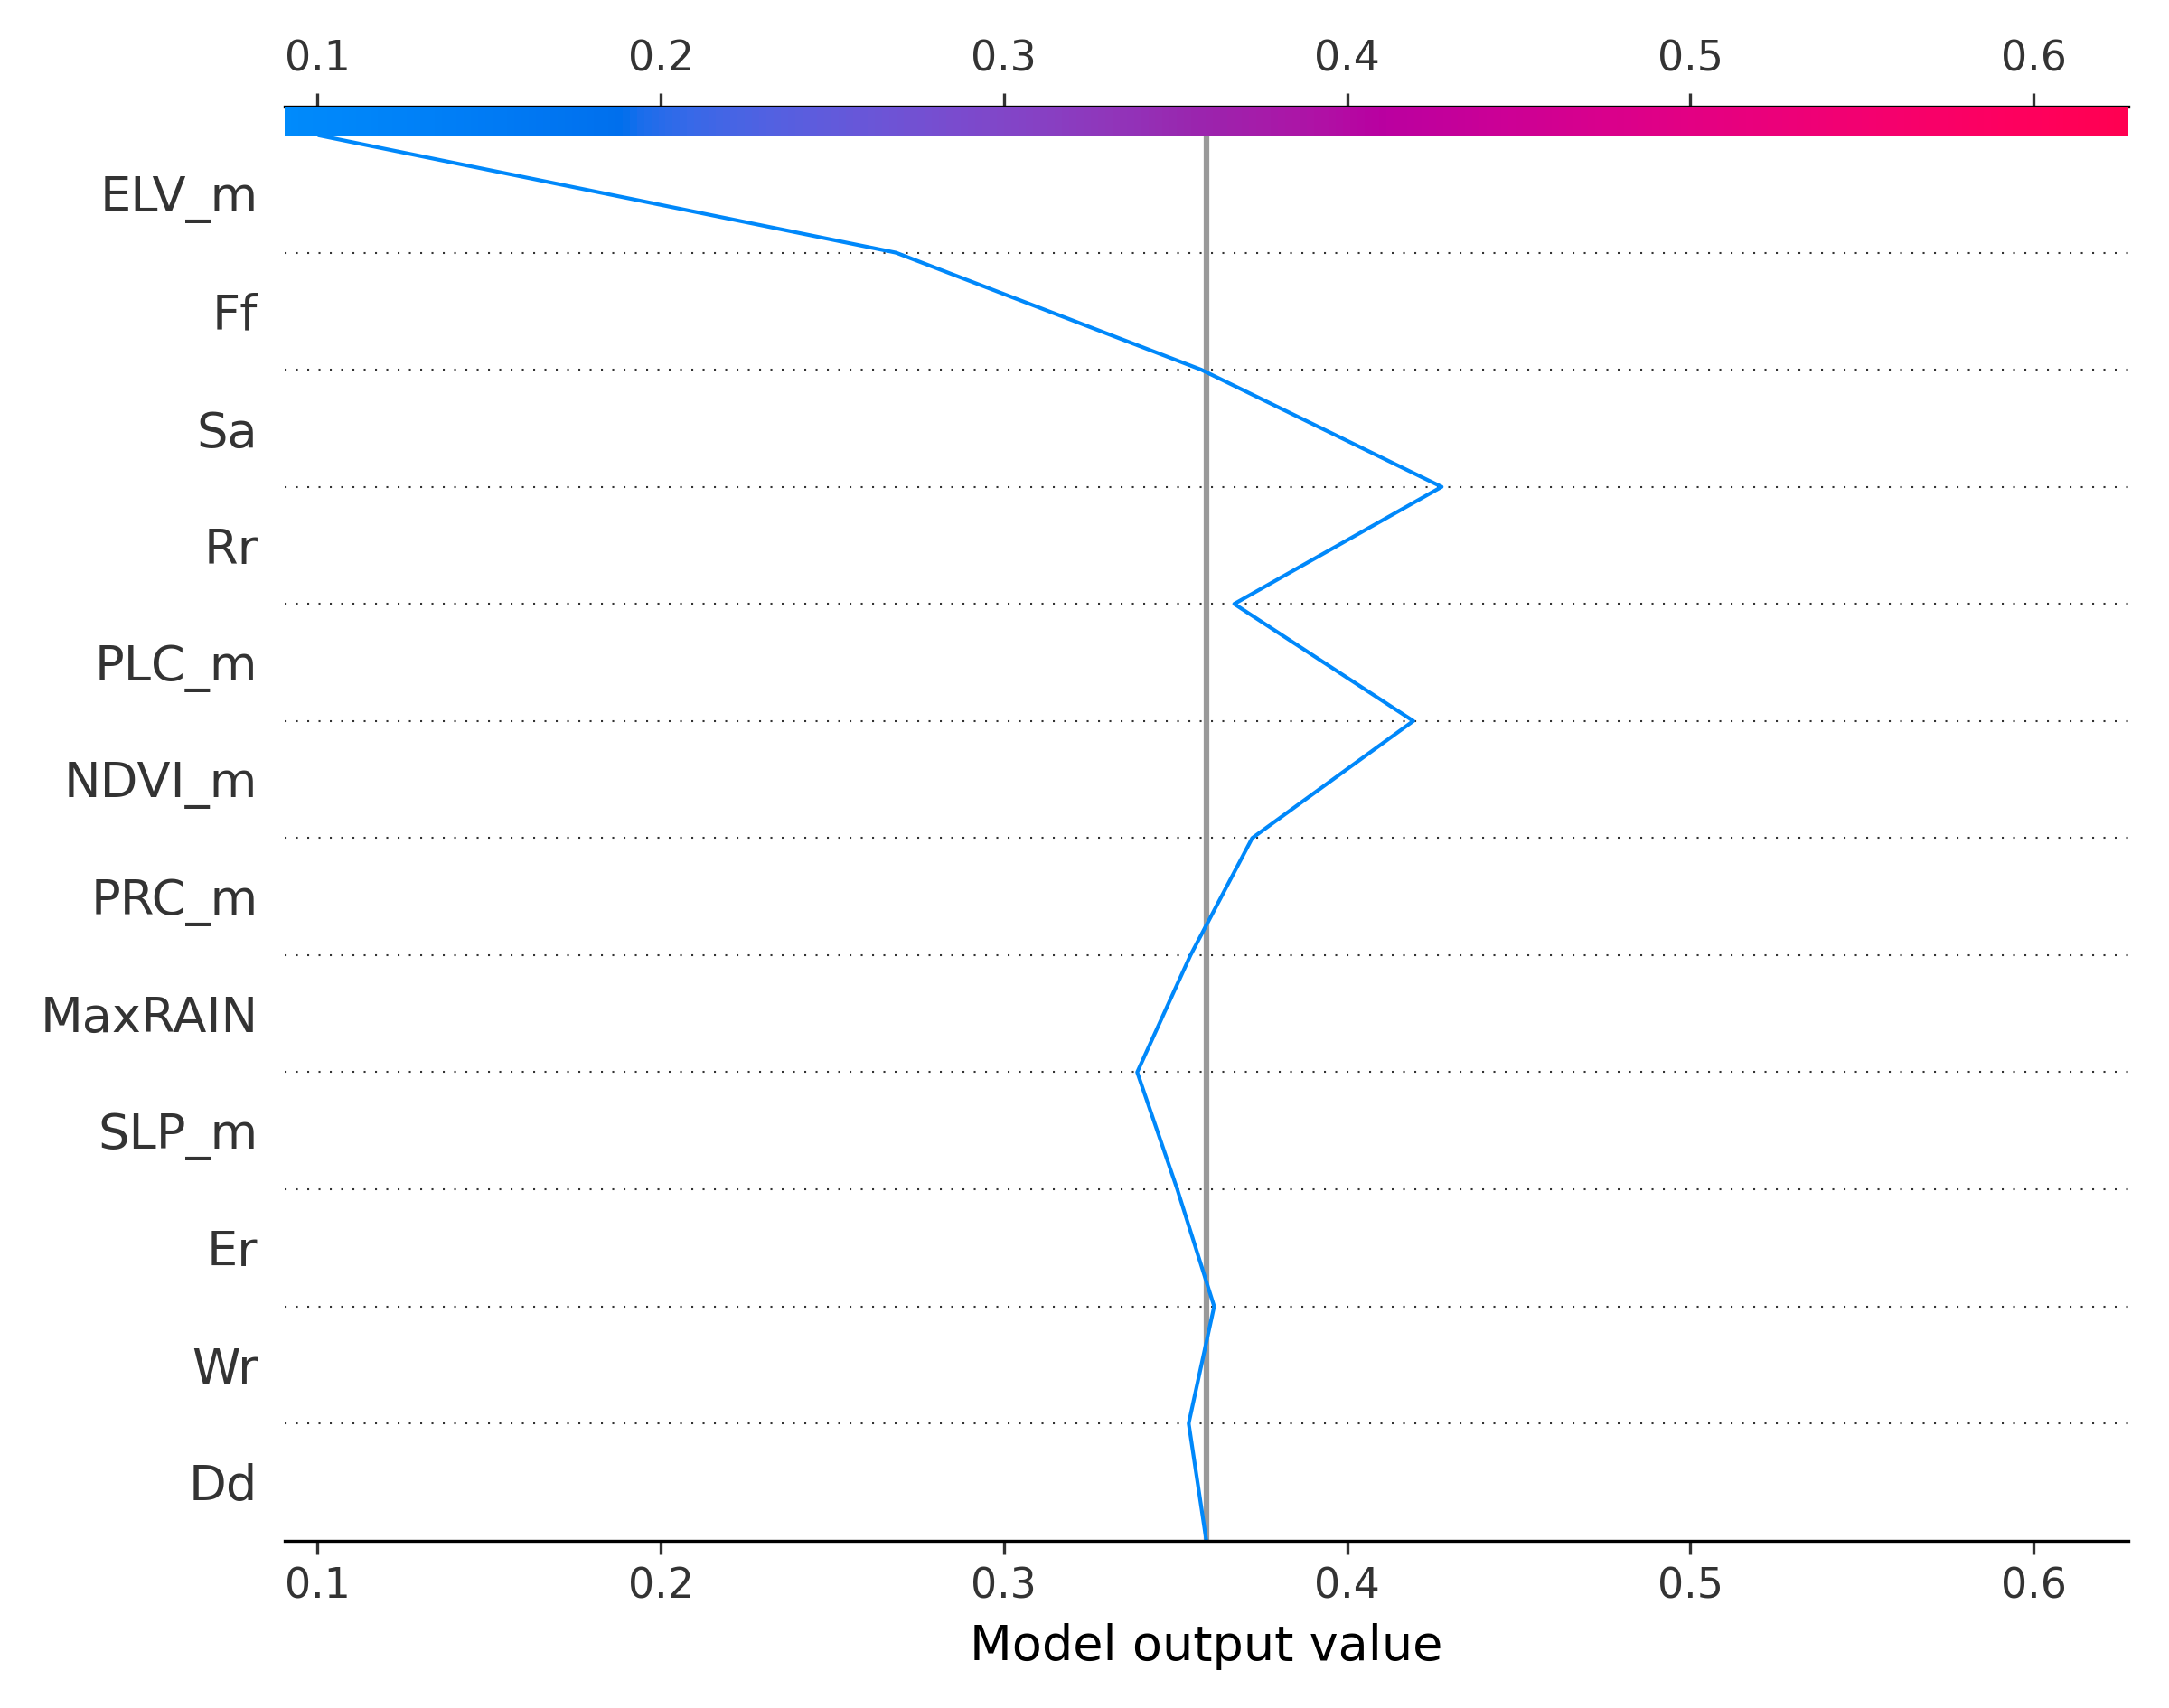 0.1 0.2 0.3 0.4 0.5 0.6
ELV_m
Ff
Sa
Rr
PLC_m
NDVI_m
PRC_m
MaxRAIN
SLP_m
Er
Wr
Dd
0.1 0.2 0.3 0.4 0.5 0.6
Model output value